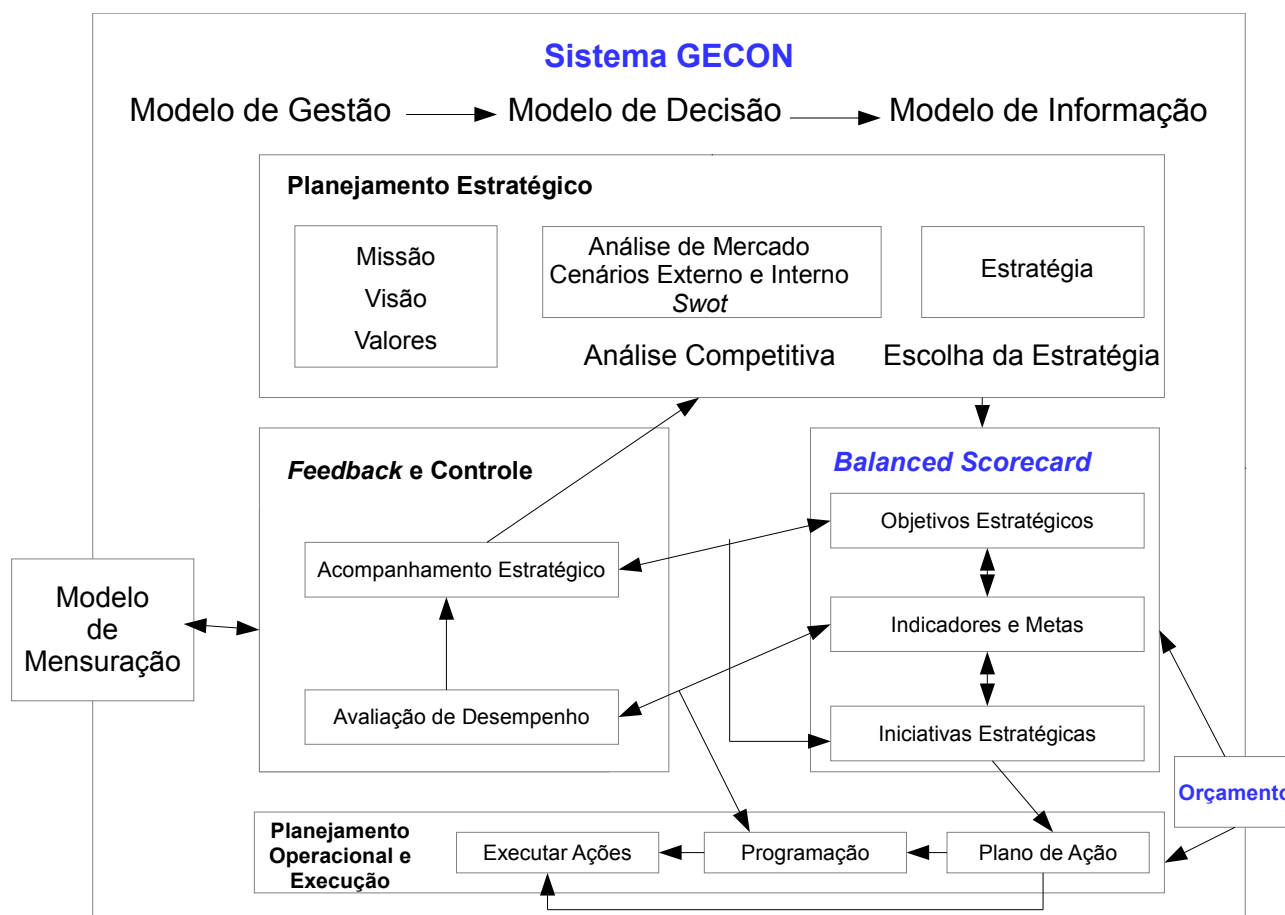 Sistema GECON
Modelo de Gestão
Modelo de Decisão
Modelo de Informação
Planejamento Estratégico
Missão
Visão
Valores
Análise de Mercado
Cenários Externo e Interno
Swot
Estratégia
Análise Competitiva
Escolha da Estratégia
Feedback e Controle
Acompanhamento Estratégico
Avaliação de Desempenho
Balanced Scorecard
Objetivos Estratégicos
Indicadores e Metas
Iniciativas Estratégicas
Modelo
de
Mensuração
Orçamento
Planejamento
Operacional e
Execução
Executar Ações
Programação
Plano de Ação